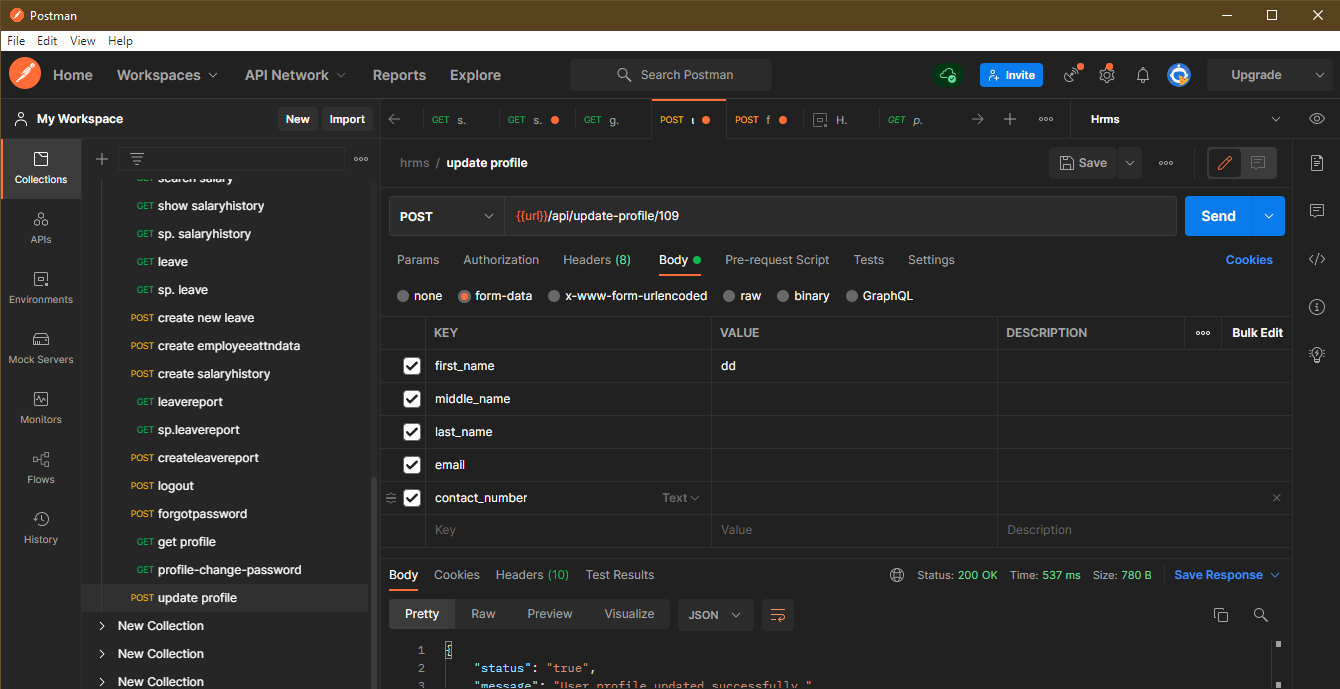 Postman
File Edit View Help
Home Workspaces API Network Reports Explore Search Postman Invite Upgrade
My Workspace New Import GET s. GET s. GET g. POST POST f H. GET p. Hrms
Collections
APIs
Environments
Mock Servers
Monitors
Flows
History
GET search salary
GET show salaryhistory
GET sp. salaryhistory
GET leave
GET sp. leave
POST create new leave
POST create employeeattndata
POST create salaryhistory
POST leavereport
GET sp.leavereport
POST createleavereport
POST logout
POST forgotpassword
GET get profile
GET profile-change-password
POST update profile
New Collection
New Collection
New Collection
hrms / update profile Save
POST {{url}}/api/update-profile/109 Send
Params Authorization Headers (8) Body Pre-request Script Tests Settings Cookies
none form-data x-www-form-urlencoded raw binary GraphQL
KEY VALUE DESCRIPTION Bulk Edit
first_name dd
middle_name
last_name
email
contact_number Text
Key Value Description
Body Cookies Headers (10) Test Results Status: 200 OK Time: 537 ms Size: 780 B Save Response
Pretty Raw Preview Visualize JSON
1 {
2 "status": "true",
3 "message": "User profile updated successfully."